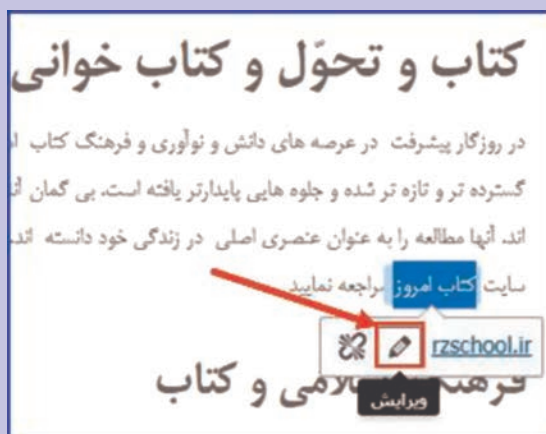 کتاب و تحوّل و کتاب خوانی
در روزگار پیشرفت در عرصه های دانش و نوآوری و فرهنگ کتاب
گسترده تر و تازه تر شده و جلوه هایی پایدارتر یافته است. بی گمان
اند. آنها مطالعه را به عنوان عنصری اصلی در زندگی خود دانسته اند
سایت کتاب امروز مراجعه نمایید
rzschool.ir
ویرایش
و کتاب